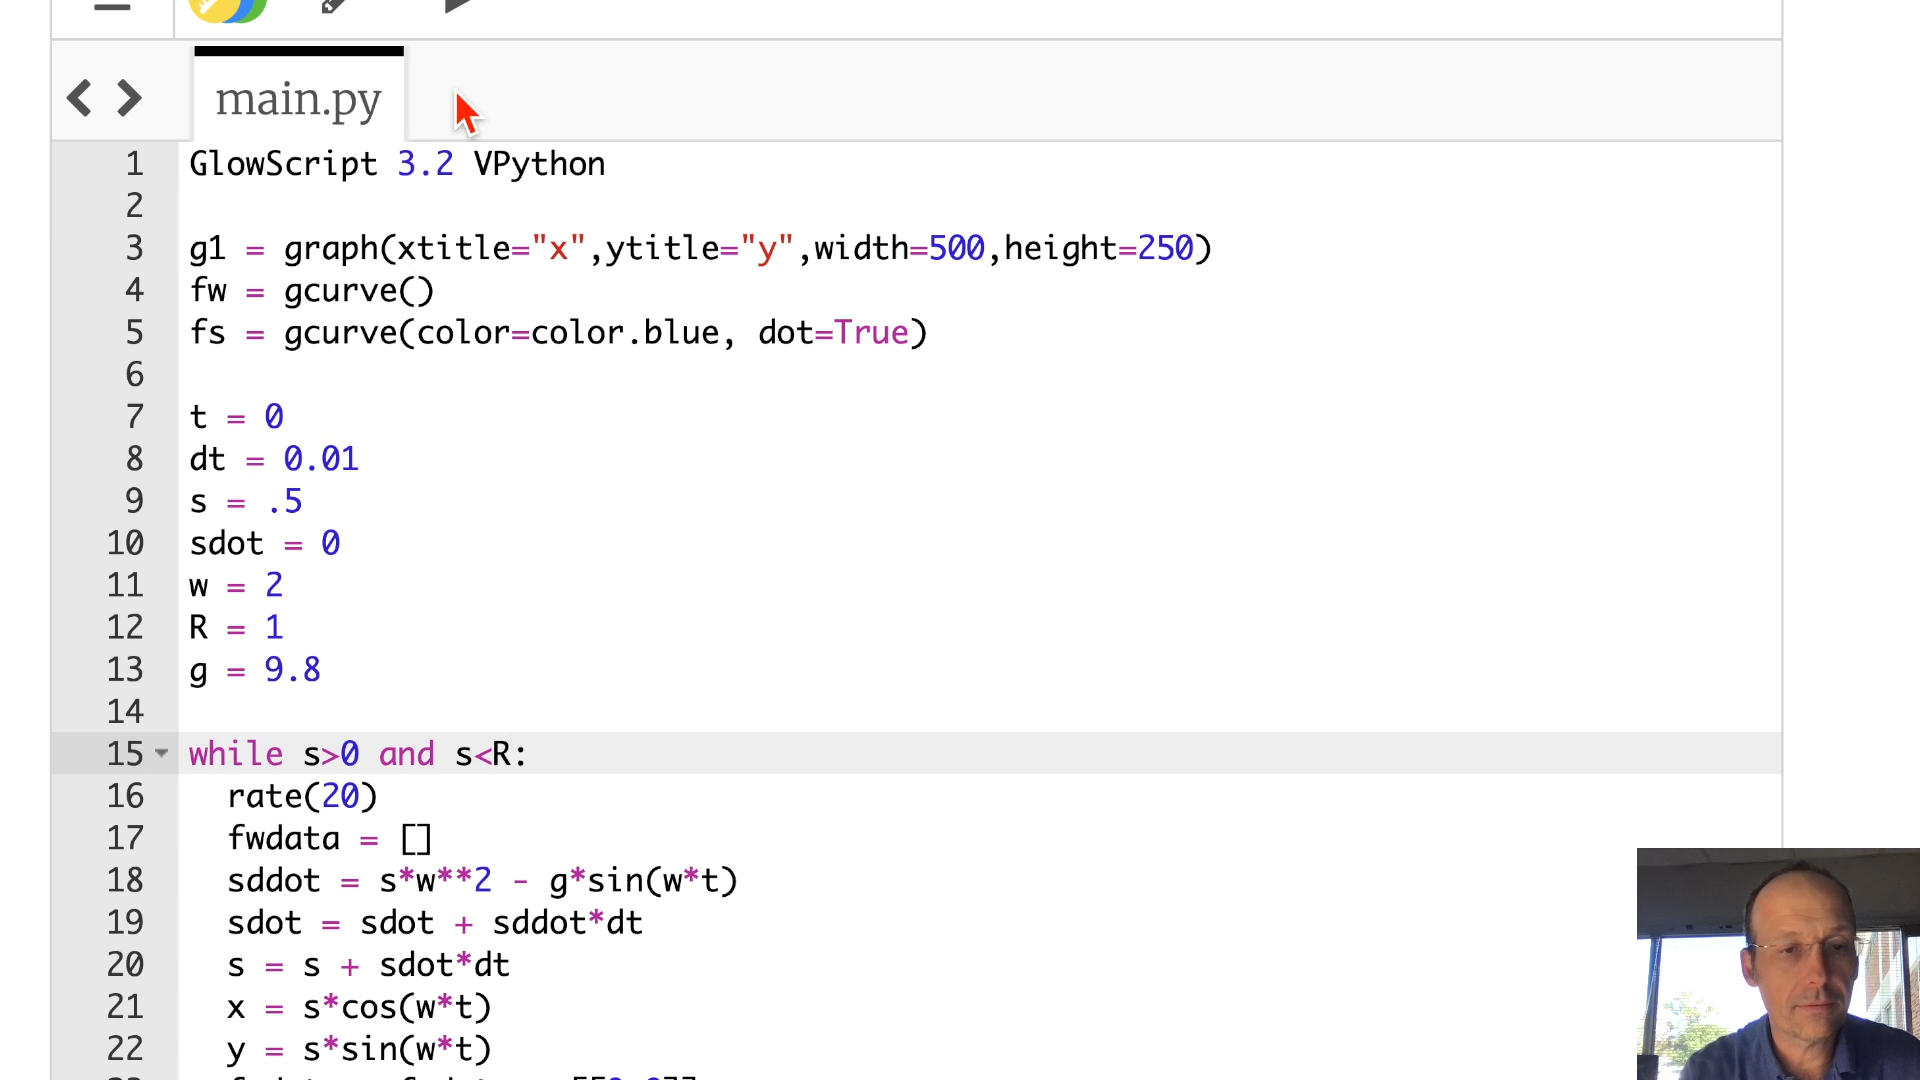 main.py
1 GlowScript 3.2 VPython
2
3 g1 = graph(xtitle="x",ytitle="y",width=500,height=250)
4 fw = gcurve()
5 fs = gcurve(color=color.blue, dot=True)
6
7 t = 0
8 dt = 0.01
9 s = .5
10 sdot = 0
11 w = 2
12 R = 1
13 g = 9.8
14
15 while s>0 and s<R:
16 rate(20)
17 fwdata = []
18 sddot = s*w**2 - g*sin(w*t)
19 sdot = sdot + sddot*dt
20 s = s + sdot*dt
21 x = s*cos(w*t)
22 y = s*sin(w*t)